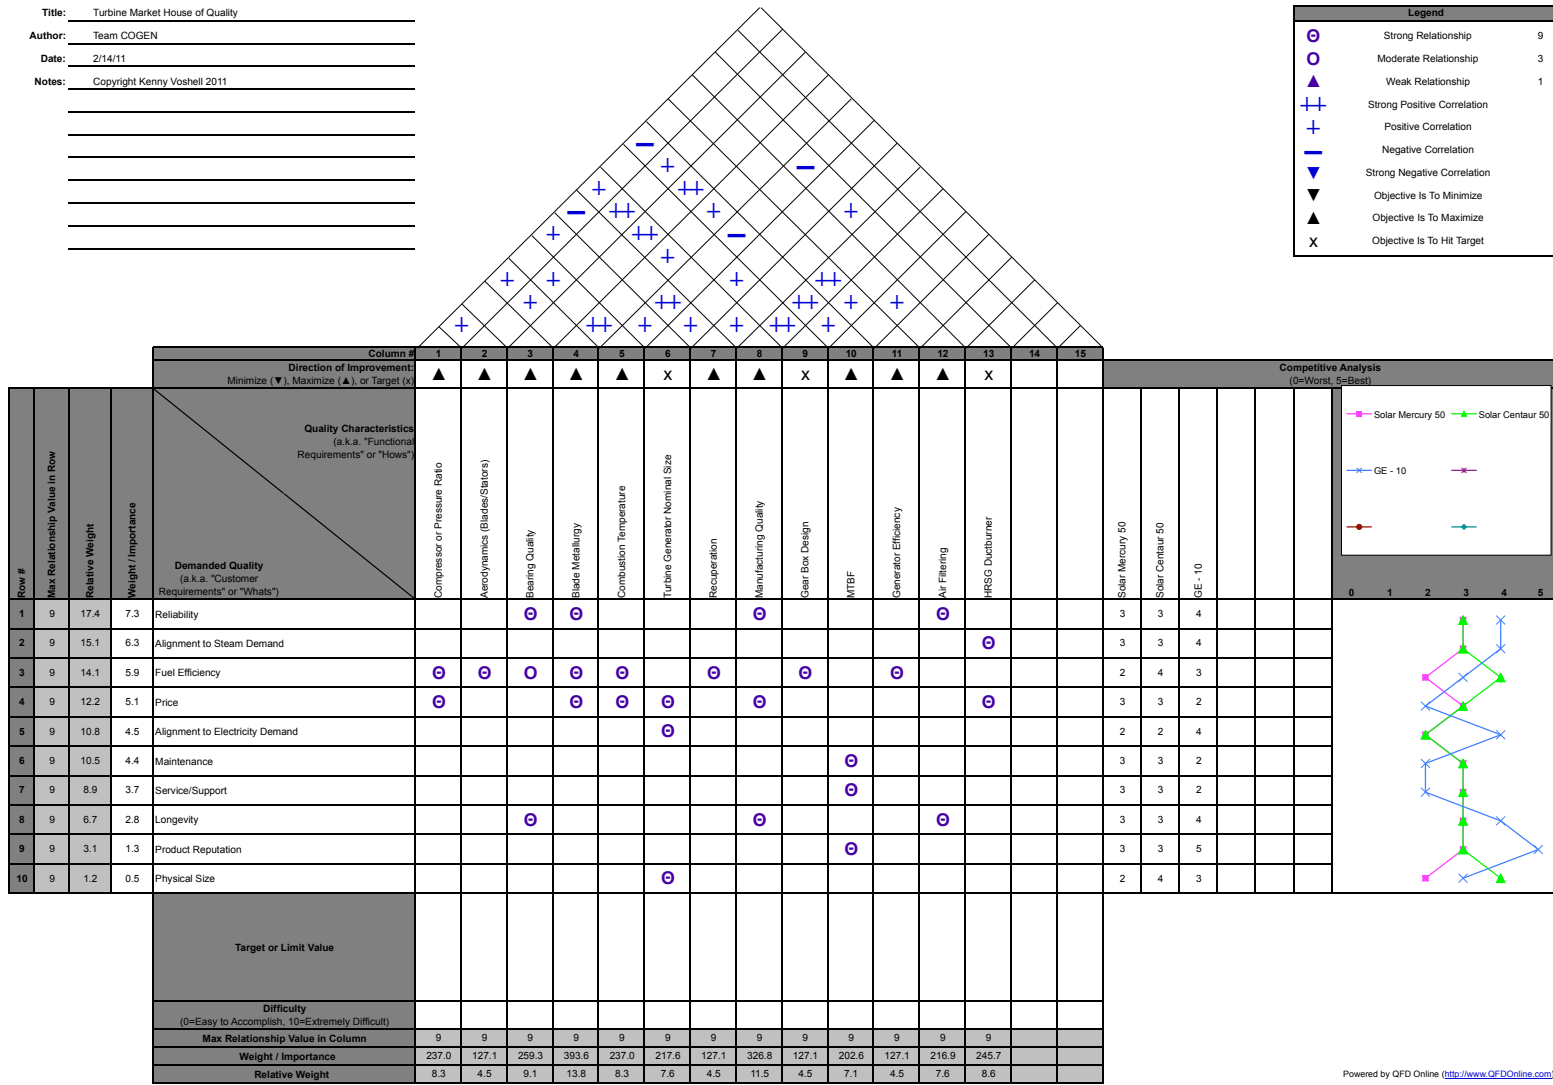 Title: Turbine Market House of Quality
Author: Team COGEN
Date: 2/14/11
Notes: Copyright Kenny Voshell 2011
Legend
Θ Strong Relationship 9
Ο Moderate Relationship 3
▲ Weak Relationship 1
++ Strong Positive Correlation
+ Positive Correlation
− Negative Correlation
▼ Strong Negative Correlation
▼ Objective Is To Minimize
▲ Objective Is To Maximize
x Objective Is To Hit Target
Column # 1 2 3 4 5 6 7 8 9 10 11 12 13 14 15
Direction of Improvement:
Minimize (▼), Maximize (▲), or Target (x)
▲ ▲ ▲ ▲ ▲ x ▲ ▲ x ▲ ▲ ▲ x
Competitive Analysis
(0=Worst, 5=Best)
Row #
Max Relationship Value in Row
Relative Weight
Weight / Importance
Quality Characteristics
(a.k.a. "Functional
Requirements" or "Hows")
Demanded Quality
(a.k.a. "Customer
Requirements" or "Whats")
Compressor or Pressure Ratio
Aerodynamics (Blades/Stators)
Bearing Quality
Blade Metallurgy
Combustion Temperature
Turbine Generator Nominal Size
Recuperation
Manufacturing Quality
Gear Box Design
MTBF
Generator Efficiency
Air Filtering
HRSG Ductburner
Solar Mercury 50
Solar Centaur 50
GE - 10
Solar Mercury 50 Solar Centaur 50
GE - 10
0 1 2 3 4 5
1 9 17.4 7.3 Reliability Θ Θ Θ Θ 3 3 4
2 9 15.1 6.3 Alignment to Steam Demand Θ 3 3 4
3 9 14.1 5.9 Fuel Efficiency Θ Θ Ο Θ Θ Θ Θ Θ 2 4 3
4 9 12.2 5.1 Price Θ Θ Θ Θ Θ Θ 3 3 2
5 9 10.8 4.5 Alignment to Electricity Demand Θ 2 2 4
6 9 10.5 4.4 Maintenance Θ 3 3 2
7 9 8.9 3.7 Service/Support Θ 3 3 2
8 9 6.7 2.8 Longevity Θ Θ Θ 3 3 4
9 9 3.1 1.3 Product Reputation Θ 3 3 5
10 9 1.2 0.5 Physical Size Θ 2 4 3
Target or Limit Value
Difficulty
(0=Easy to Accomplish, 10=Extremely Difficult)
Max Relationship Value in Column 9 9 9 9 9 9 9 9 9 9 9 9 9
Weight / Importance 237.0 127.1 259.3 393.6 237.0 217.6 127.1 326.8 127.1 202.6 127.1 216.9 245.7
Relative Weight 8.3 4.5 9.1 13.8 8.3 7.6 4.5 11.5 4.5 7.1 4.5 7.6 8.6
Powered by QFD Online (http://www.QFDOnline.com)